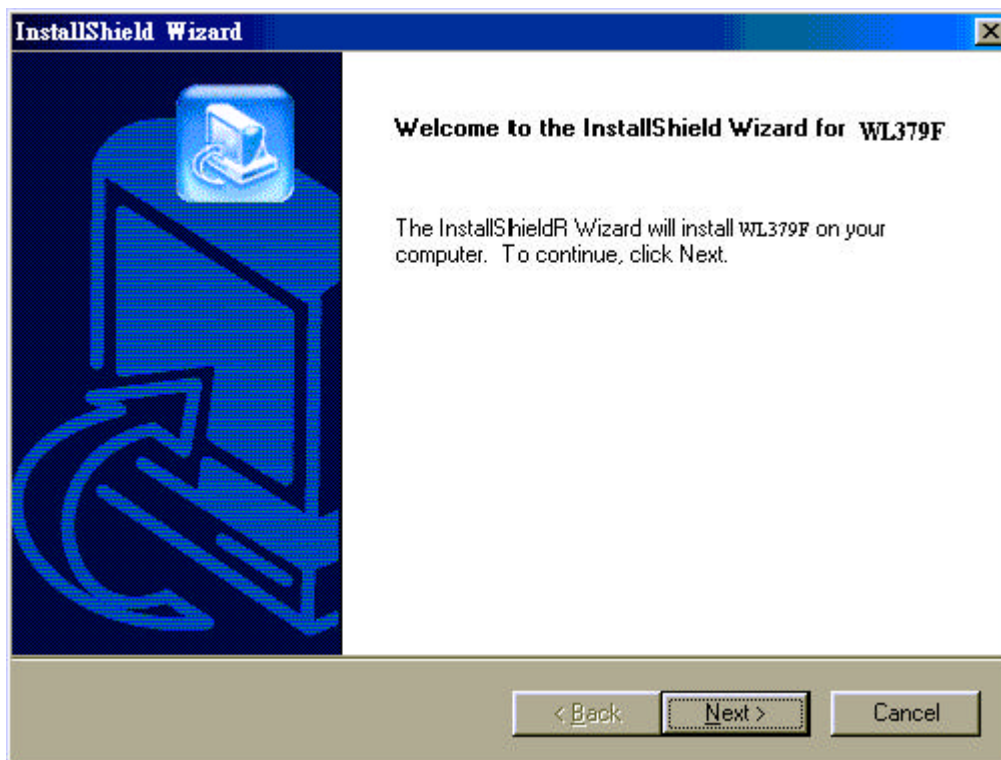 InstallShield Wizard
Welcome to the InstallShield Wizard for WL379F
The InstallShieldR Wizard will install WL379F on your
computer. To continue, click Next.
< Back
Next >
Cancel